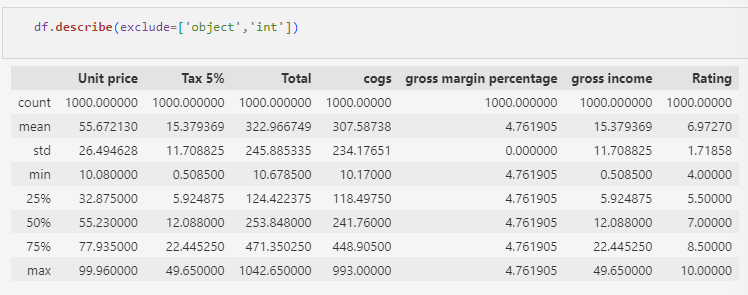 df.describe(exclude=['object','int'])
Unit price Tax 5% Total cogs gross margin percentage gross income Rating
count 1000.000000 1000.000000 1000.000000 1000.00000 1000.000000 1000.000000 1000.00000
mean 55.672130 15.379369 322.966749 307.58738 4.761905 15.379369 6.97270
std 26.494628 11.708825 245.885335 234.17651 0.000000 11.708825 1.71858
min 10.080000 0.508500 10.678500 10.17000 4.761905 0.508500 4.00000
25% 32.875000 5.924875 124.422375 118.49750 4.761905 5.924875 5.50000
50% 55.230000 12.088000 253.848000 241.76000 4.761905 12.088000 7.00000
75% 77.935000 22.445250 471.350250 448.90500 4.761905 22.445250 8.50000
max 99.960000 49.650000 1042.650000 993.00000 4.761905 49.650000 10.00000